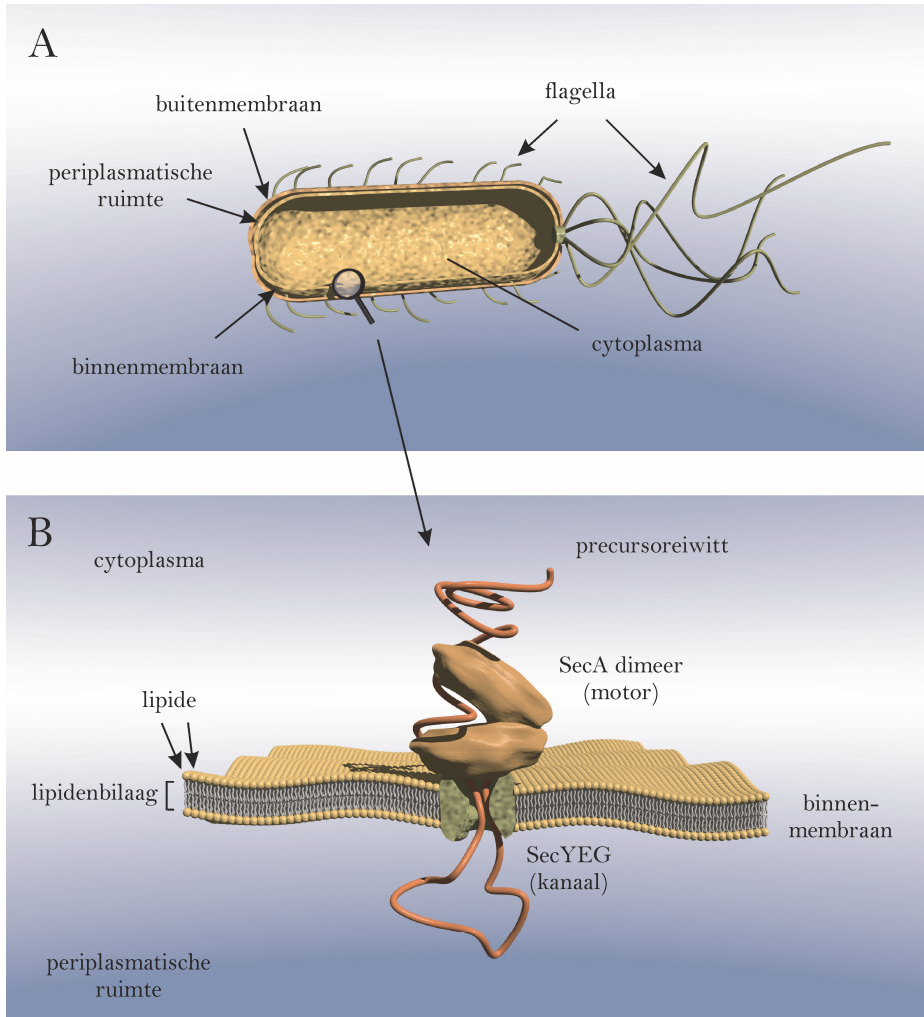 A
buitenmembraan
flagella
periplasmatische
ruimte
binnenmembraan
cytoplasma
B
cytoplasma
precursoreiwitt
SecA dimeer
(motor)
lipide
lipidenbilaag
binnen-
membraan
SecYEG
(kanaal)
periplasmatische
ruimte